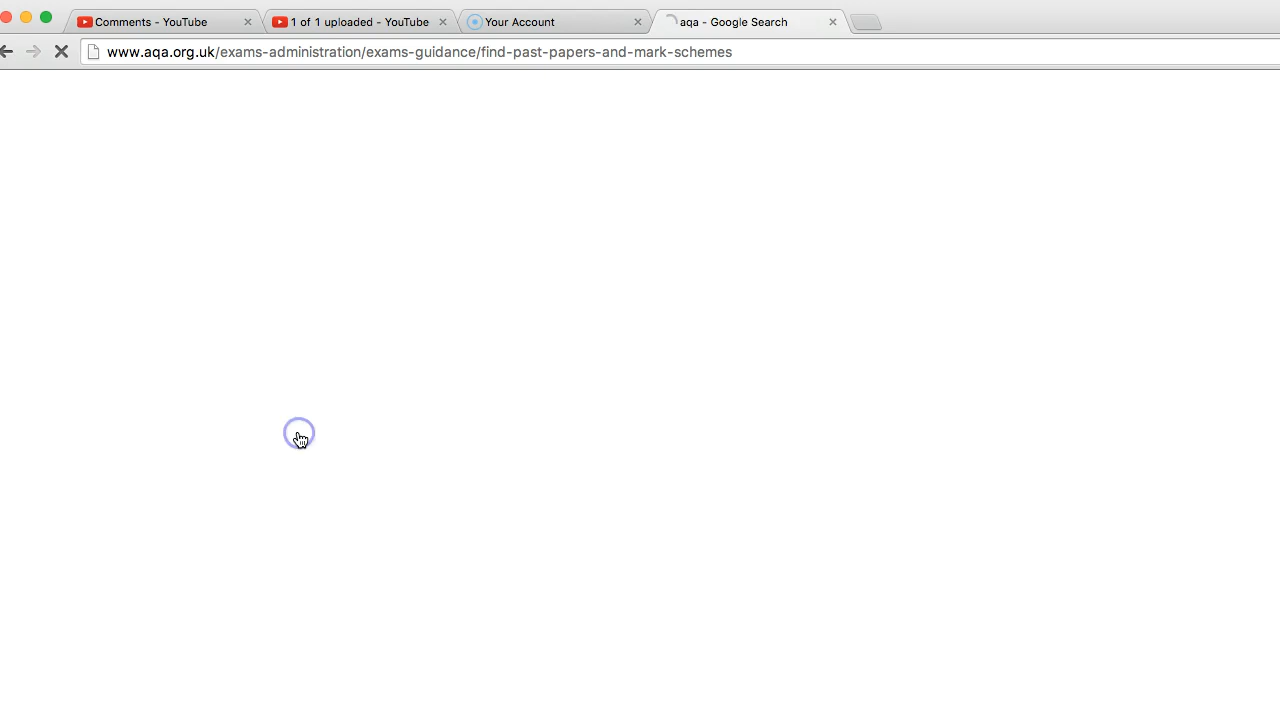 Comments - YouTube
1 of 1 uploaded - YouTube
Your Account
aqa - Google Search
www.aqa.org.uk/exams-administration/exams-guidance/find-past-papers-and-mark-schemes